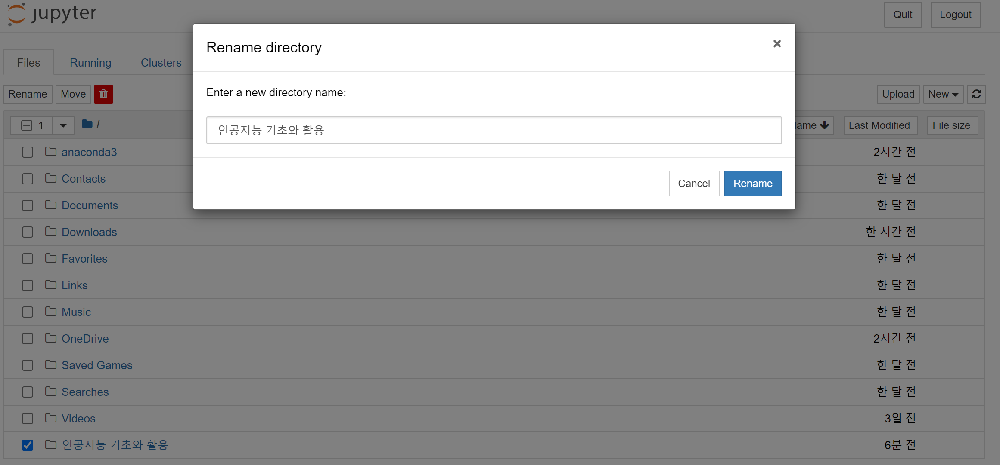 jupyter
Quit
Logout
Rename directory
×
Files
Running
Clusters
Enter a new directory name:
Rename
Move
Upload
New
1
/
인공지능 기초와 활용
Last Modified
File size
anaconda3
2시간 전
Cancel
Rename
Contacts
한 달 전
Documents
한 달 전
Downloads
한 시간 전
Favorites
한 달 전
Links
한 달 전
Music
한 달 전
OneDrive
2시간 전
Saved Games
한 달 전
Searches
한 달 전
Videos
3일 전
인공지능 기초와 활용
6분 전